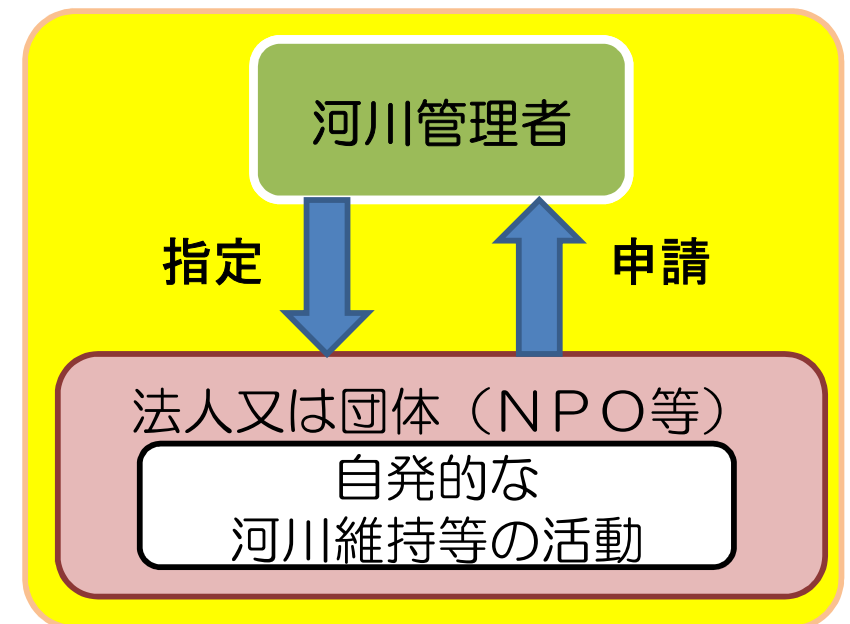 河川管理者
指定
申請
法人又は団体（ＮＰＯ等）
自発的な
河川維持等の活動